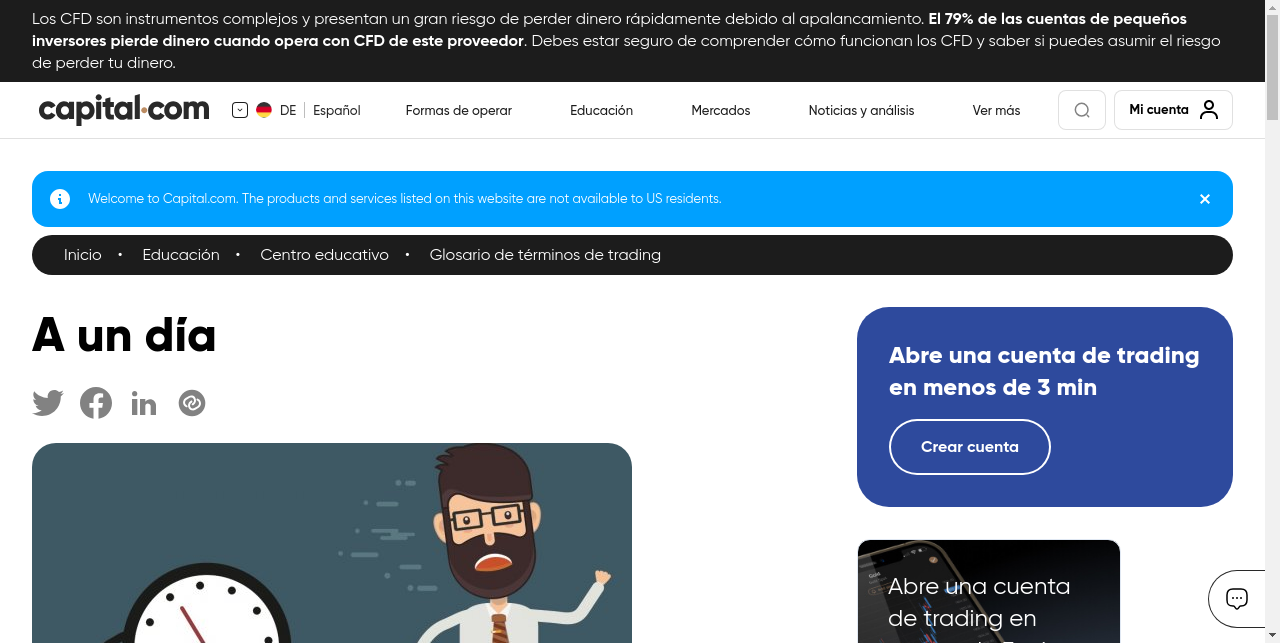 Los CFD son instrumentos complejos y presentan un gran riesgo de perder dinero rápidamente debido al apalancamiento. El 79% de las cuentas de pequeños
inversores pierde dinero cuando opera con CFD de este proveedor. Debes estar seguro de comprender cómo funcionan los CFD y saber si puedes asumir el riesgo
de perder tu dinero.
capital.com DE Español Formas de operar Educación Mercados Noticias y análisis Ver más Mi cuenta
Welcome to Capital.com. The products and services listed on this website are not available to US residents.
Inicio • Educación • Centro educativo • Glosario de términos de trading
A un día
Abre una cuenta de trading
en menos de 3 min
Crear cuenta
Abre una cuenta
de trading en